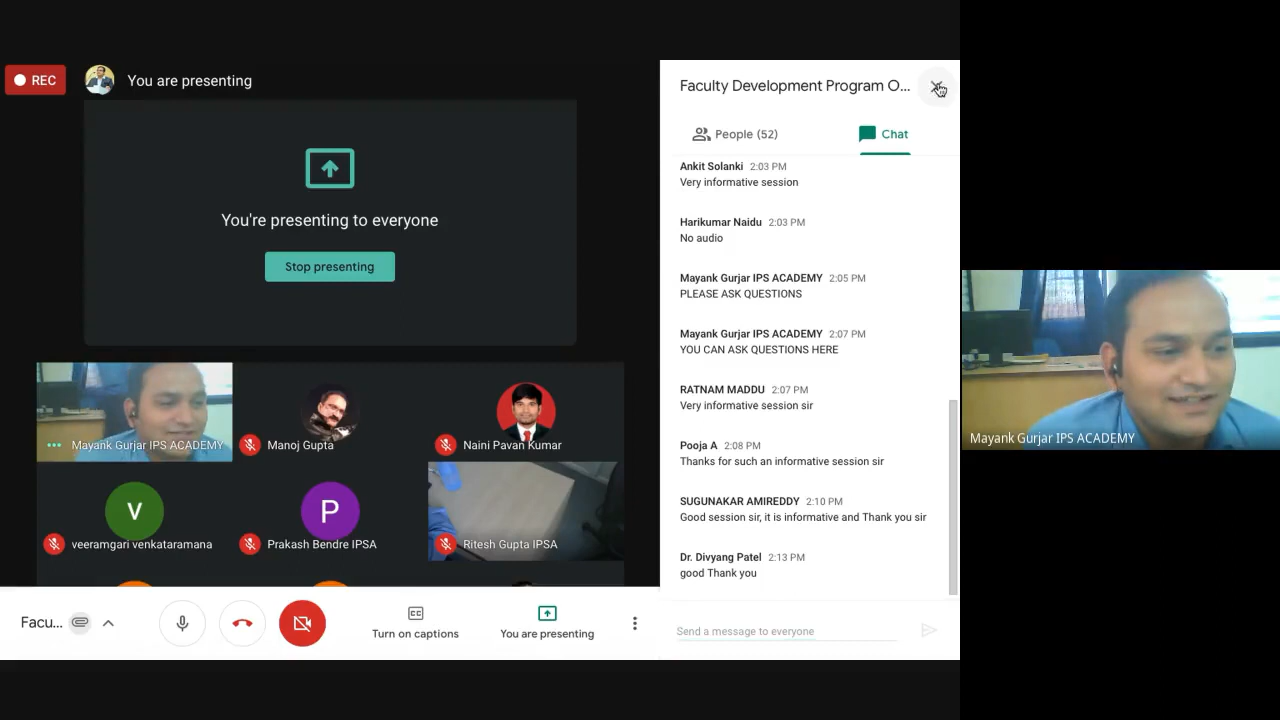 REC
You are presenting
You're presenting to everyone
Stop presenting
Mayank Gurjar IPS ACADEMY
Manoj Gupta
Naini Pavan Kumar
V
P
veeramgari venkataramana
Prakash Bendre IPSA
Ritesh Gupta IPSA
Facu...
CC
Turn on captions
You are presenting
Faculty Development Program O...
People (52)
Chat
Ankit Solanki 2:03 PM
Very informative session
Harikumar Naidu 2:03 PM
No audio
Mayank Gurjar IPS ACADEMY 2:05 PM
PLEASE ASK QUESTIONS
Mayank Gurjar IPS ACADEMY 2:07 PM
YOU CAN ASK QUESTIONS HERE
RATNAM MADDU 2:07 PM
Very informative session sir
Pooja A 2:08 PM
Thanks for such an informative session sir
SUGUNAKAR AMIREDDY 2:10 PM
Good session sir, it is informative and Thank you sir
Dr. Divyang Patel 2:13 PM
good Thank you
Send a message to everyone
Mayank Gurjar IPS ACADEMY